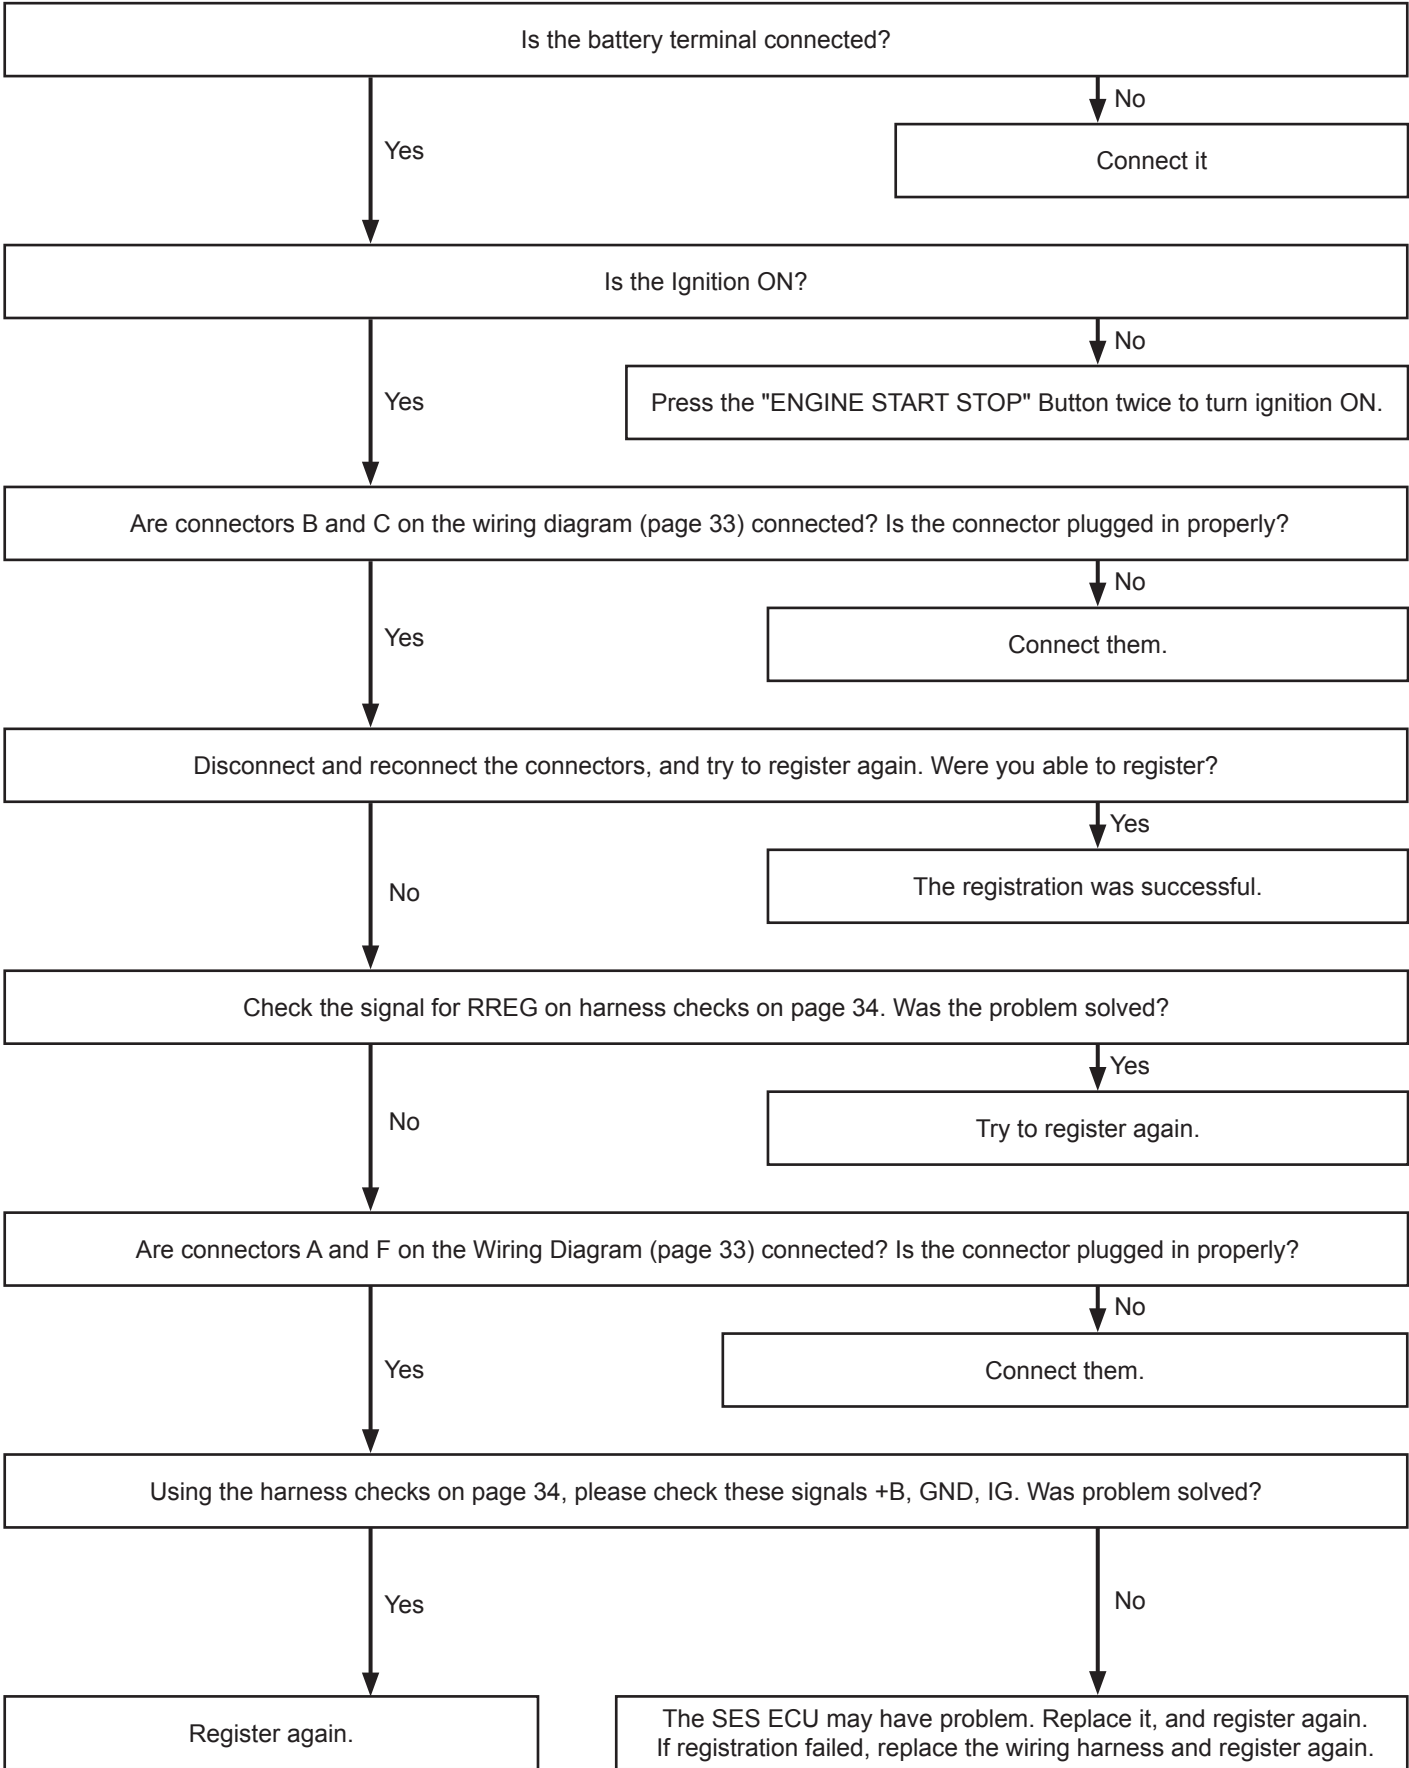 Is the battery terminal connected?
No
Yes
Connect it
Is the Ignition ON?
No
Yes
Press the "ENGINE START STOP" Button twice to turn ignition ON.
Are connectors B and C on the wiring diagram (page 33) connected? Is the connector plugged in properly?
No
Yes
Connect them.
Disconnect and reconnect the connectors, and try to register again. Were you able to register?
Yes
No
The registration was successful.
Check the signal for RREG on harness checks on page 34. Was the problem solved?
Yes
No
Try to register again.
Are connectors A and F on the Wiring Diagram (page 33) connected? Is the connector plugged in properly?
No
Yes
Connect them.
Using the harness checks on page 34, please check these signals +B, GND, IG. Was problem solved?
Yes
No
Register again.
The SES ECU may have problem. Replace it, and register again.
If registration failed, replace the wiring harness and register again.